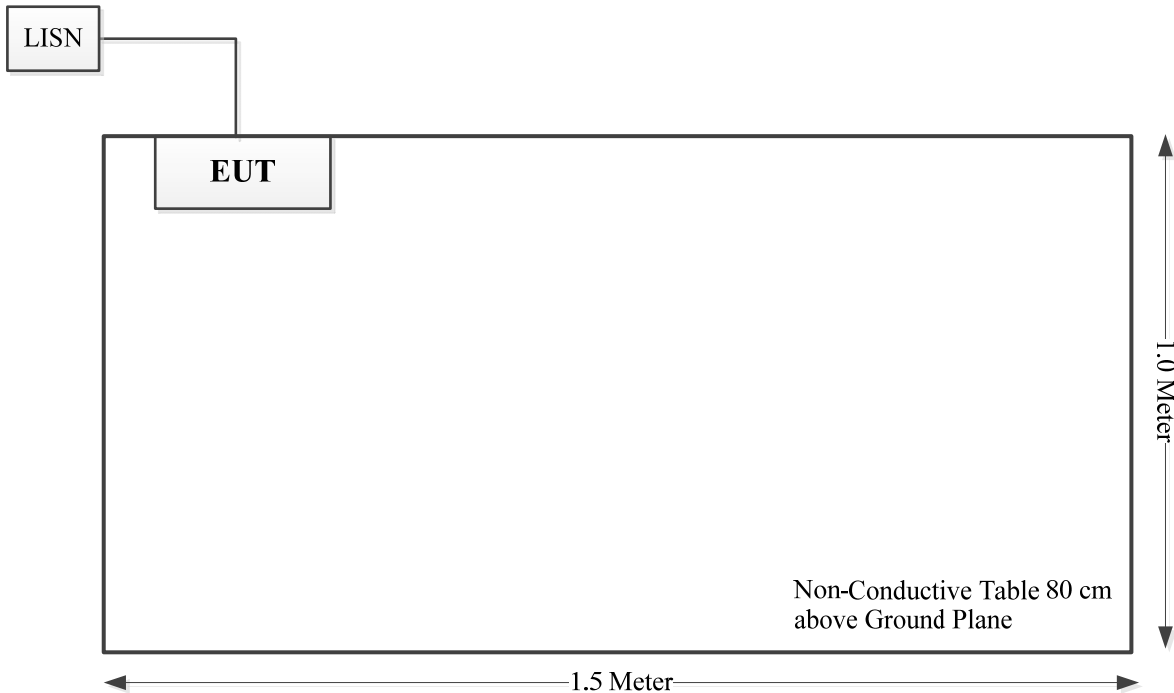 LISN
EUT
1.0 Meter
Non-Conductive Table 80 cm
above Ground Plane
1.5 Meter